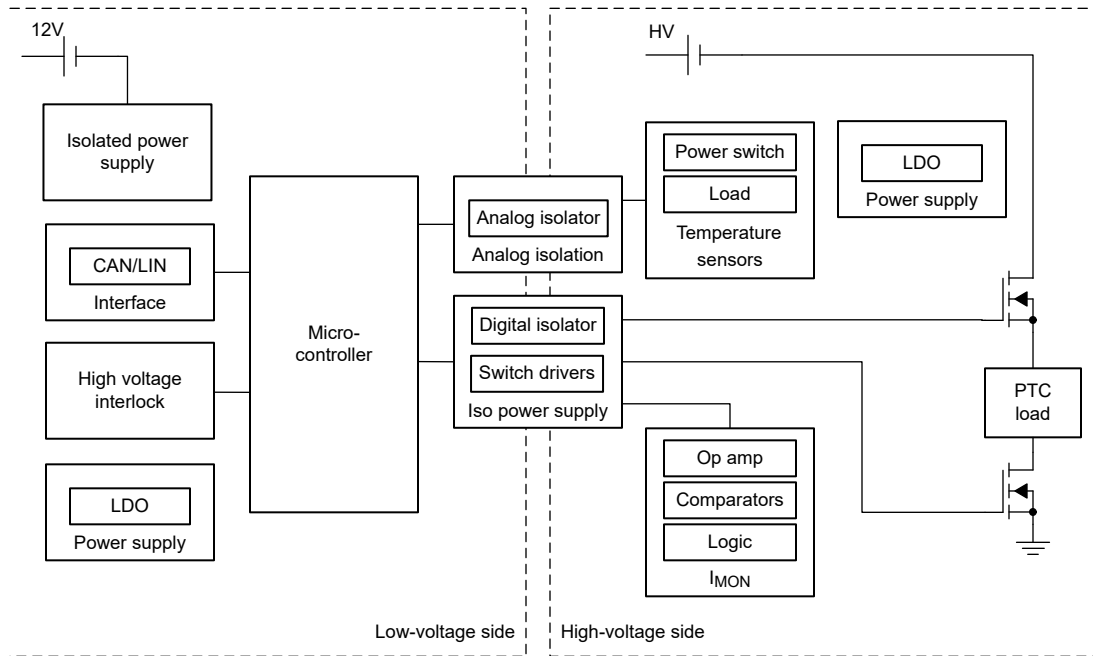 12V
Isolated power
supply
CAN/LIN
Interface
High voltage
interlock
LDO
Power supply
Micro-
controller
Analog isolator
Analog isolation
Digital isolator
Switch drivers
Iso power supply
Low-voltage side
HV
Power switch
Load
Temperature
sensors
LDO
Power supply
PTC
load
Op amp
Comparators
Logic
IMON
High-voltage side